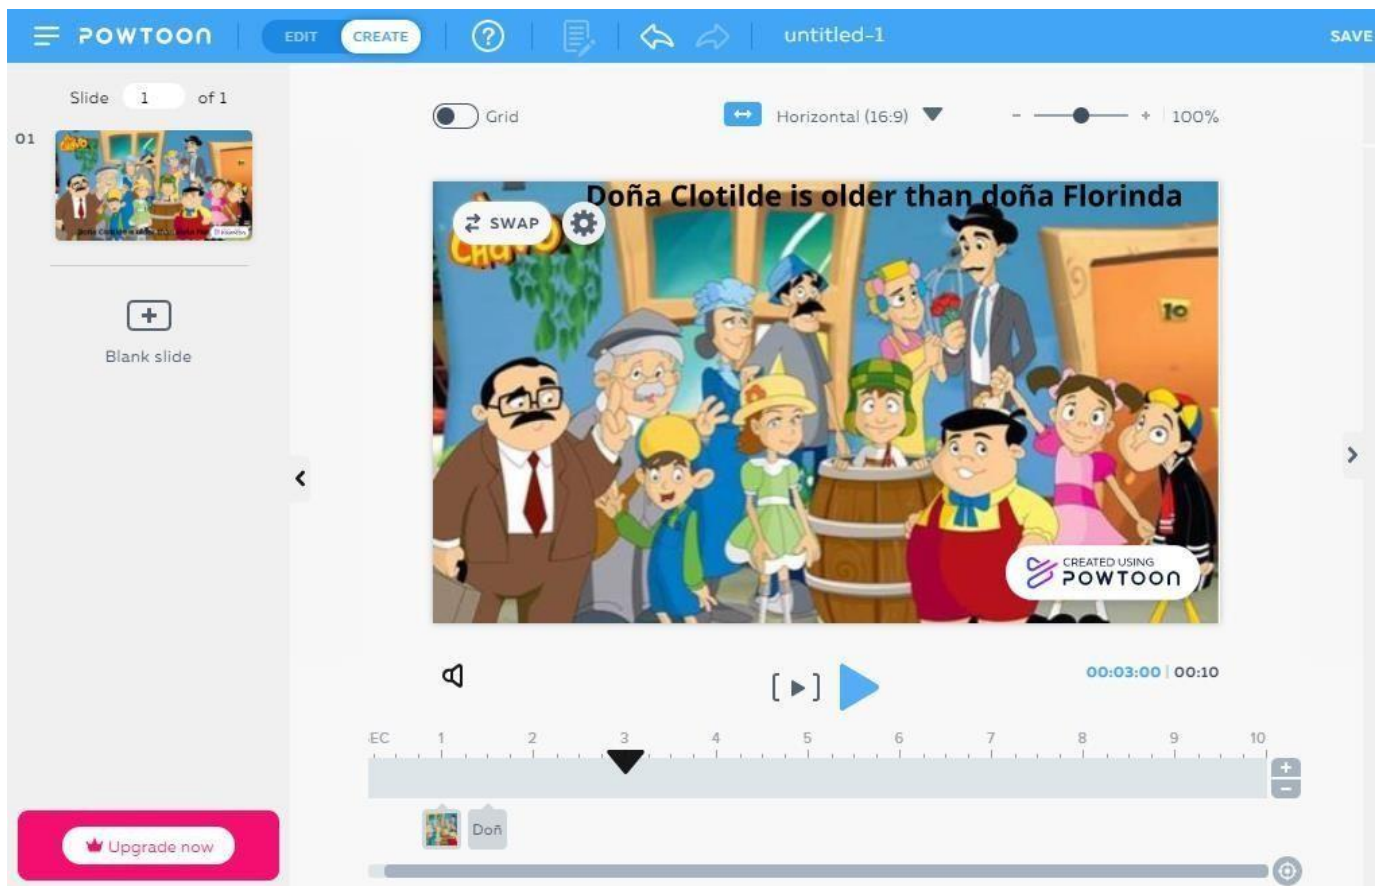 POWTOON
EDIT
CREATE
?
untitled-1
SAVE
Slide 1 of 1
01
Blank slide
Upgrade now
Grid
Horizontal (16:9)
- + 100%
Doña Clotilde is older than doña Florinda
SWAP
CHAVO
10
CREATED USING
POWTOON
00:03:00 | 00:10
EC 1 2 3 4 5 6 7 8 9 10
Doñ